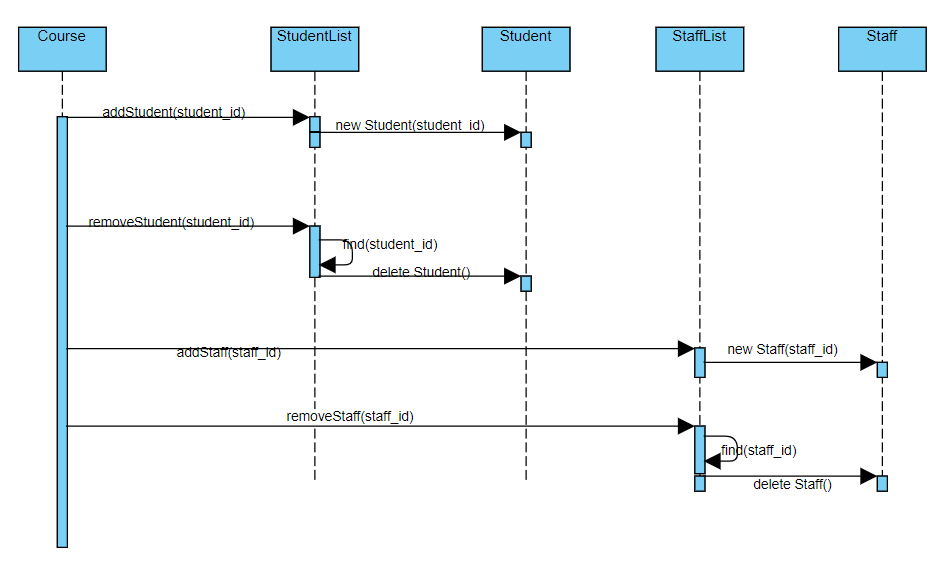 Course
StudentList
Student
StaffList
Staff
addStudent(student_id)
new Student(student_id)
removeStudent(student_id)
find(student_id)
delete Student()
addStaff(staff_id)
new Staff(staff_id)
removeStaff(staff_id)
find(staff_id)
delete Staff()